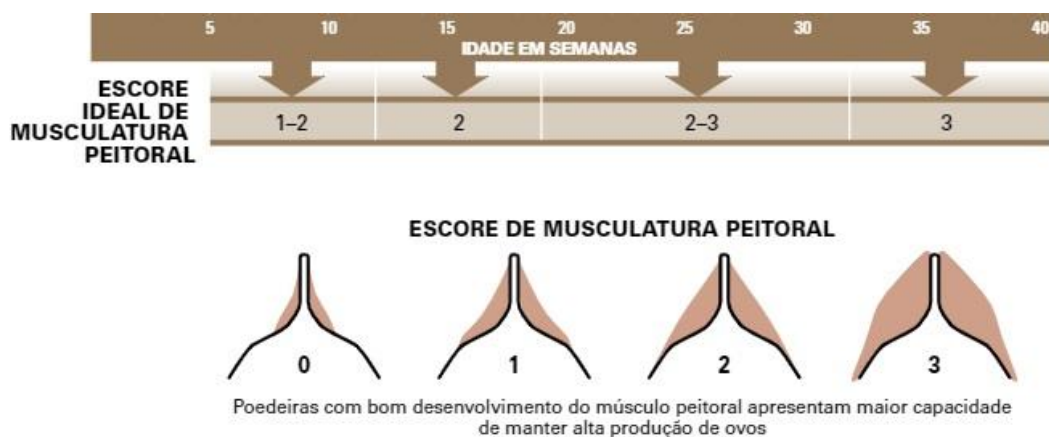 5 10 15 20 25 30 35 40
IDADE EM SEMANAS
ESCORE
IDEAL DE
MUSCULATURA
PEITORAL
1–2 2 2–3 3
ESCORE DE MUSCULATURA PEITORAL
0 1 2 3
Poedeiras com bom desenvolvimento do músculo peitoral apresentam maior capacidade
de manter alta produção de ovos